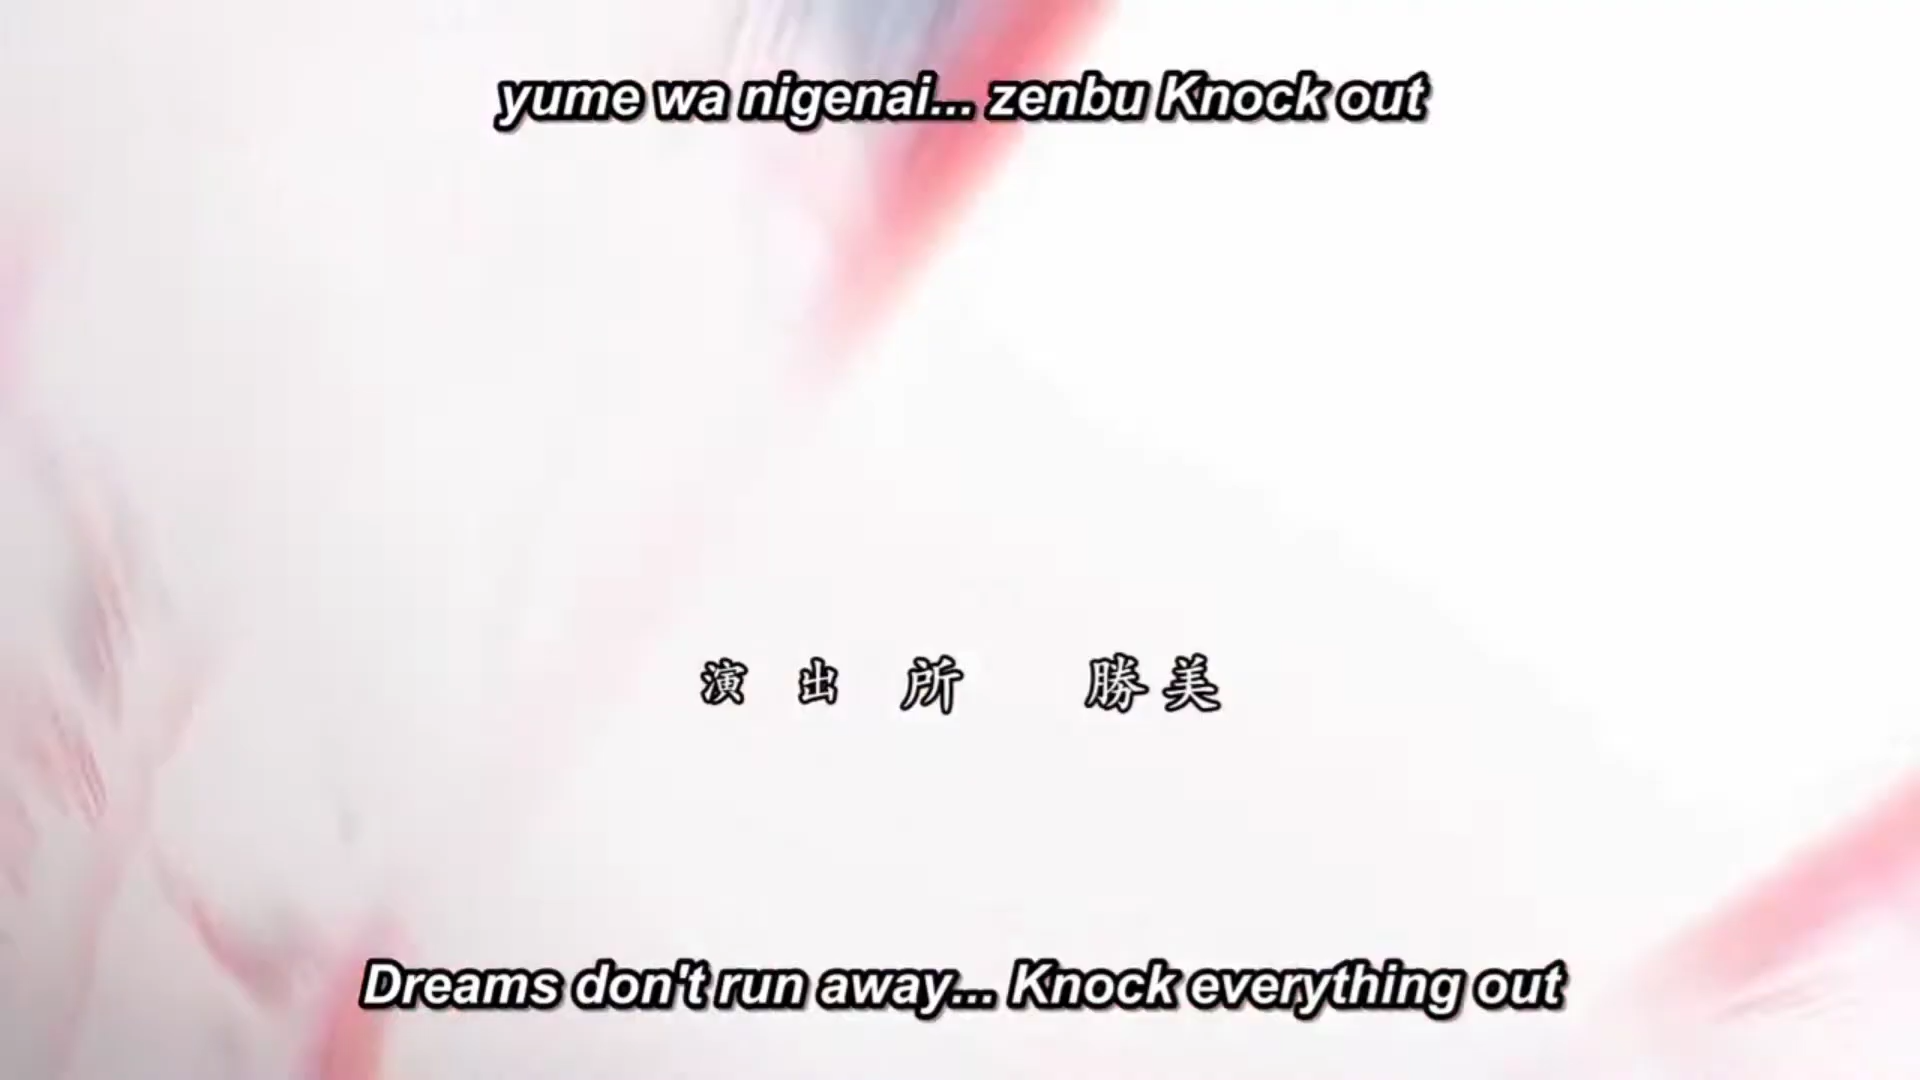 yume wa nigenai... zenbu Knock out
演 出 所 勝美
Dreams don't run away... Knock everything out